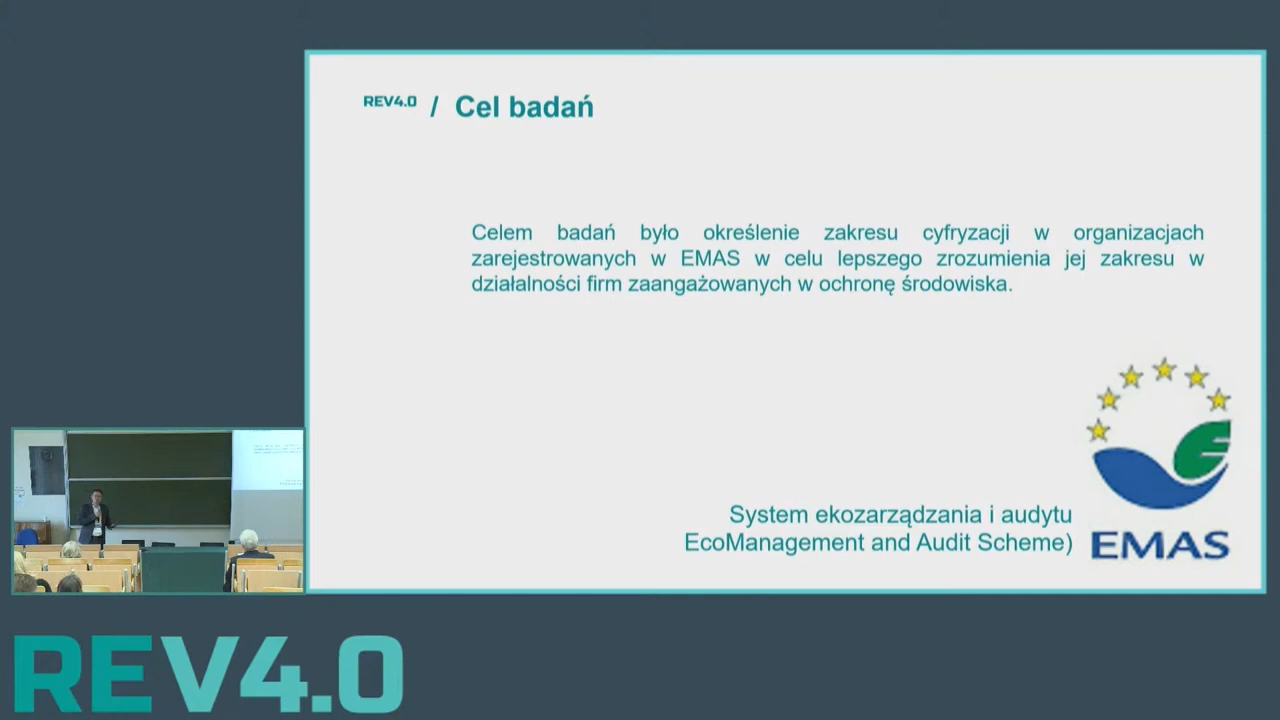 REV4.0 / Cel badań
Celem badań było określenie zakresu cyfryzacji w organizacjach
zarejestrowanych w EMAS w celu lepszego zrozumienia jej zakresu w
działalności firm zaangażowanych w ochronę środowiska.
System ekozarządzania i audytu
EcoManagement and Audit Scheme)
EMAS
REV4.0